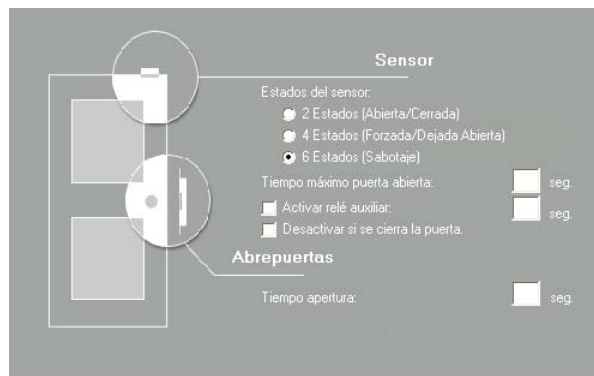 Sensor
Estados del sensor:
2 Estados (Abierta/Cerrada)
4 Estados (Forzada/Dejada Abierta)
6 Estados (Sabotaje)
Tiempo máximo puerta abierta: seg.
Activar relé auxiliar: seg.
Desactivar si se cierra la puerta.
Abrepuertas
Tiempo apertura: seg.